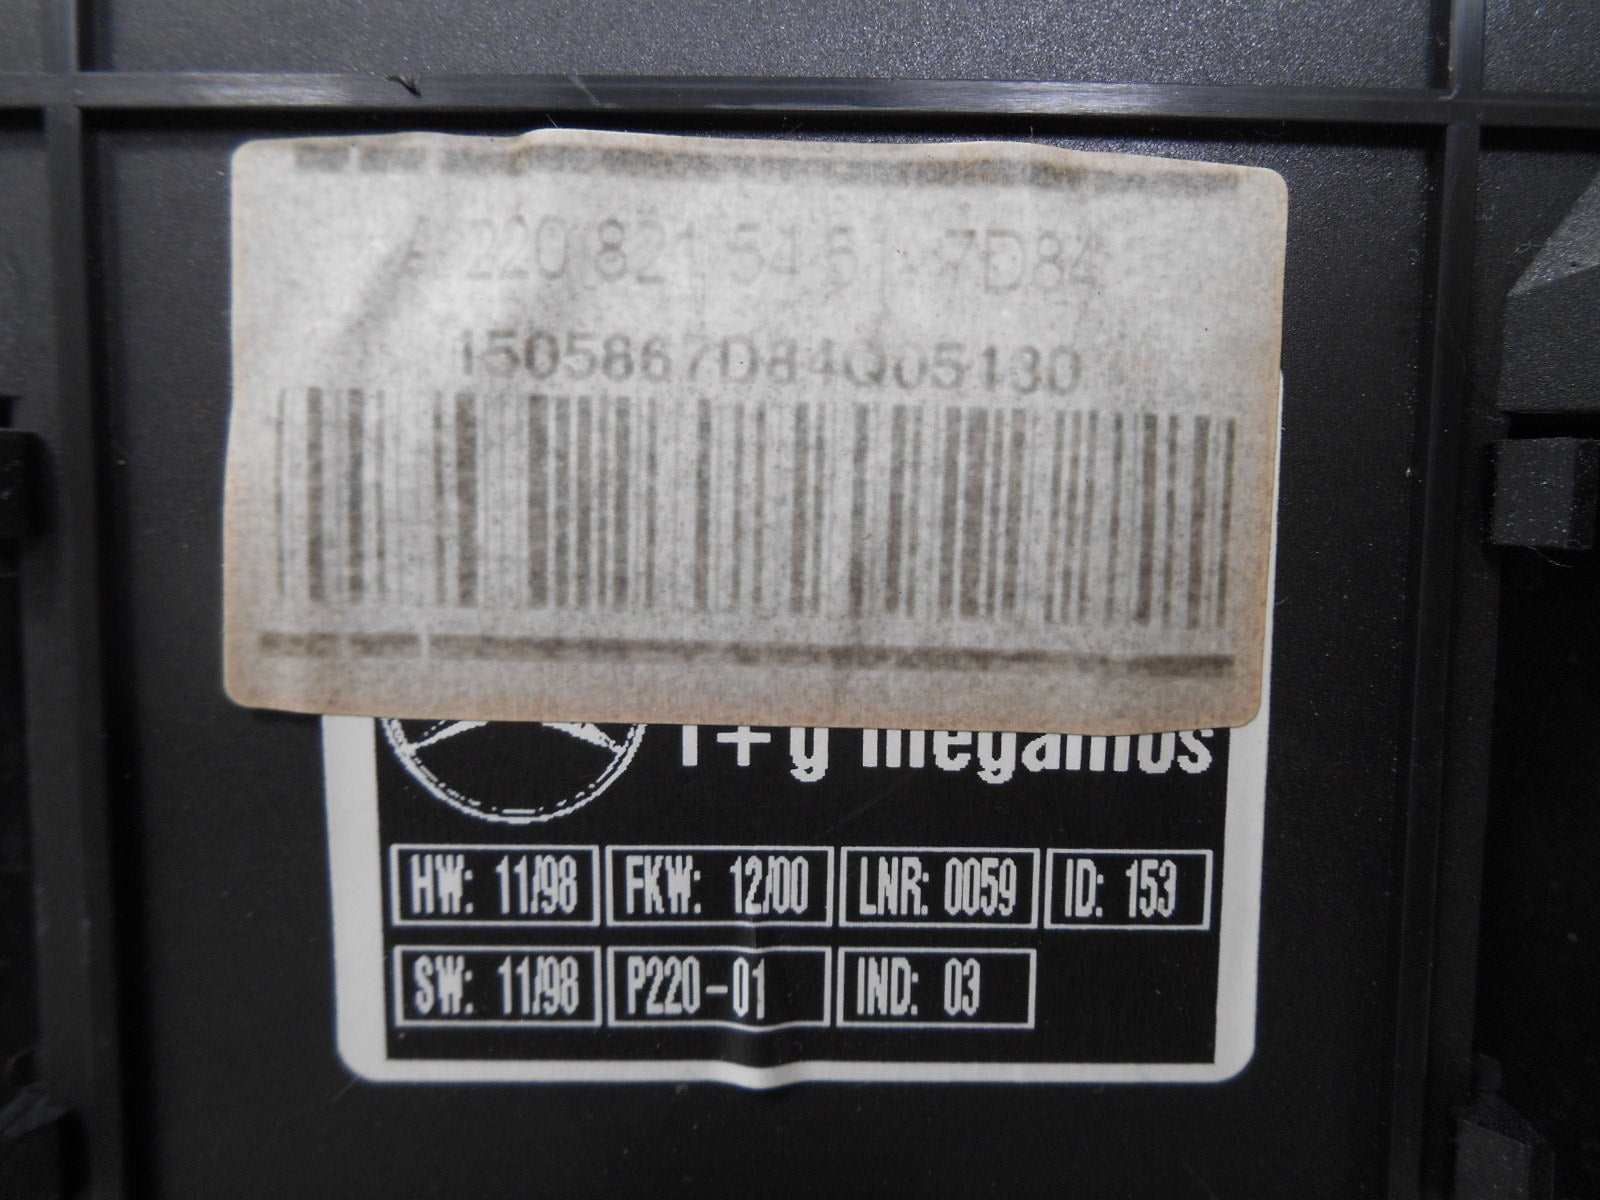 A 220 821 54 51 7D84
1505867D84Q05130
T+g megamos
HW: 11/98 FKW: 12/00 LNR: 0059 ID: 153
SW: 11/98 P220-01 IND: 03